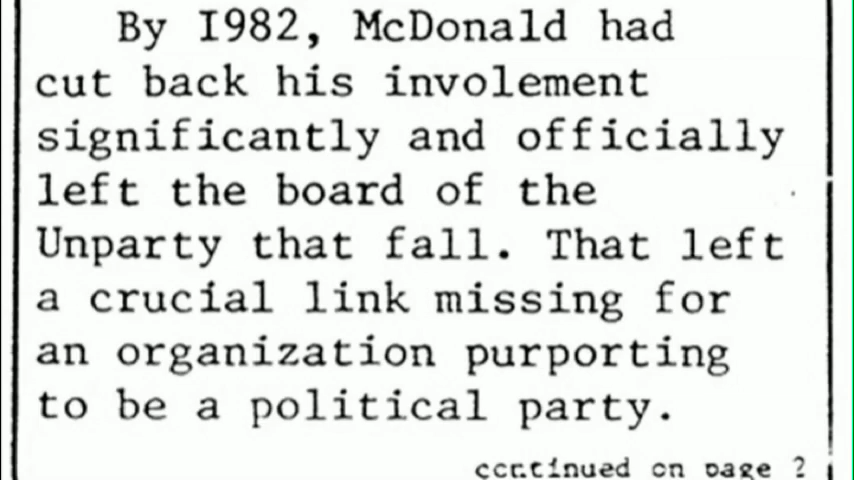 By I982, McDonald had
cut back his involement
significantly and officially
left the board of the
Unparty that fall. That left
a crucial link missing for
an organization purporting
to be a political party.
continued on page 2